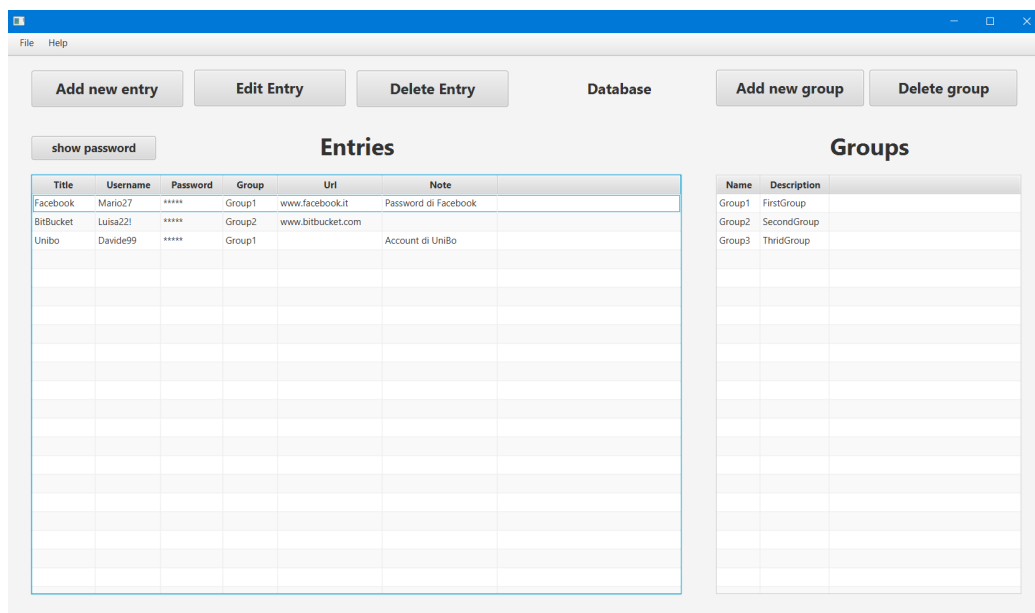 File Help
Add new entry Edit Entry Delete Entry Database Add new group Delete group
show password Entries Groups
Title Username Password Group Url Note Name Description
Facebook Mario27 ***** Group1 www.facebook.it Password di Facebook Group1 FirstGroup
BitBucket Luisa22! ***** Group2 www.bitbucket.com Group2 SecondGroup
Unibo Davide99 ***** Group1 Account di UniBo Group3 ThridGroup